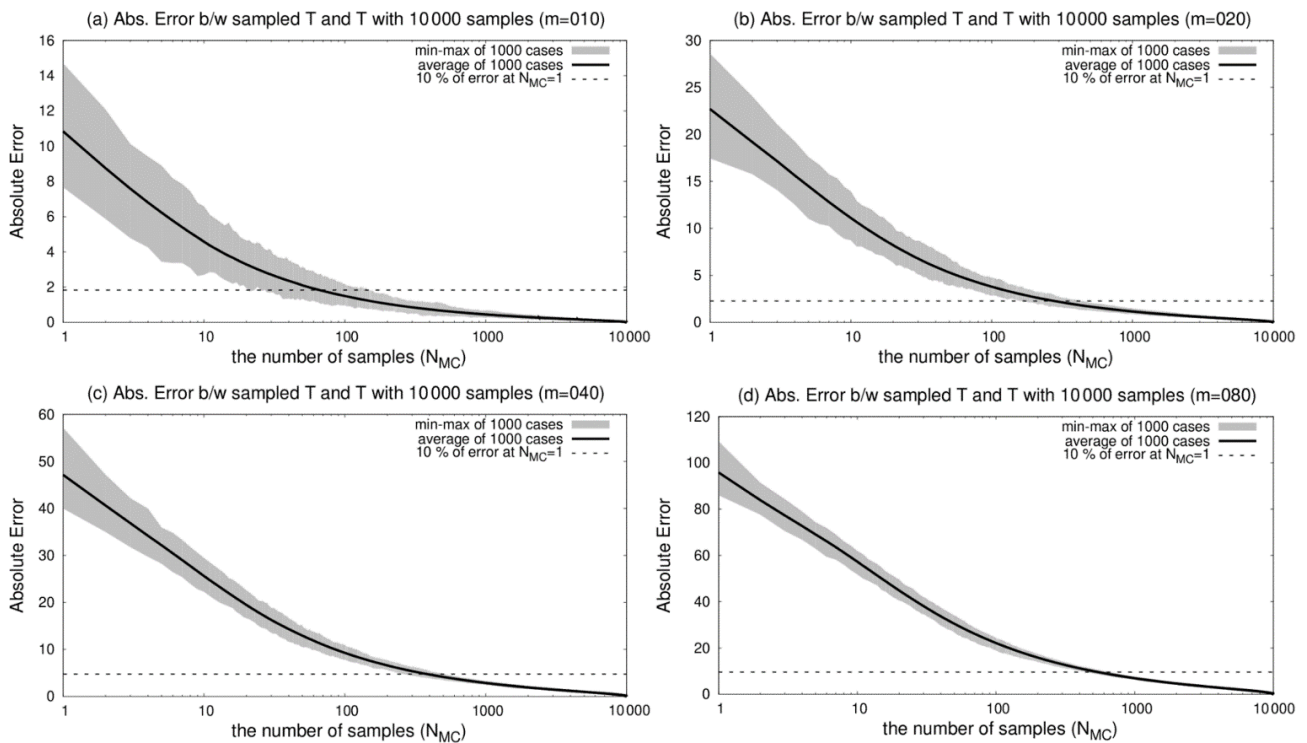 (a) Abs. Error b/w sampled T and T with 10000 samples (m=010)
16
14
12
10
8
6
4
2
0
Absolute Error
min-max of 1000 cases
average of 1000 cases
10 % of error at NMC=1
1
10
100
1000
10000
the number of samples (NMC)
(b) Abs. Error b/w sampled T and T with 10000 samples (m=020)
30
25
20
15
10
5
0
Absolute Error
min-max of 1000 cases
average of 1000 cases
10 % of error at NMC=1
1
10
100
1000
10000
the number of samples (NMC)
(c) Abs. Error b/w sampled T and T with 10000 samples (m=040)
60
50
40
30
20
10
0
Absolute Error
min-max of 1000 cases
average of 1000 cases
10 % of error at NMC=1
1
10
100
1000
10000
the number of samples (NMC)
(d) Abs. Error b/w sampled T and T with 10000 samples (m=080)
120
100
80
60
40
20
0
Absolute Error
min-max of 1000 cases
average of 1000 cases
10 % of error at NMC=1
1
10
100
1000
10000
the number of samples (NMC)